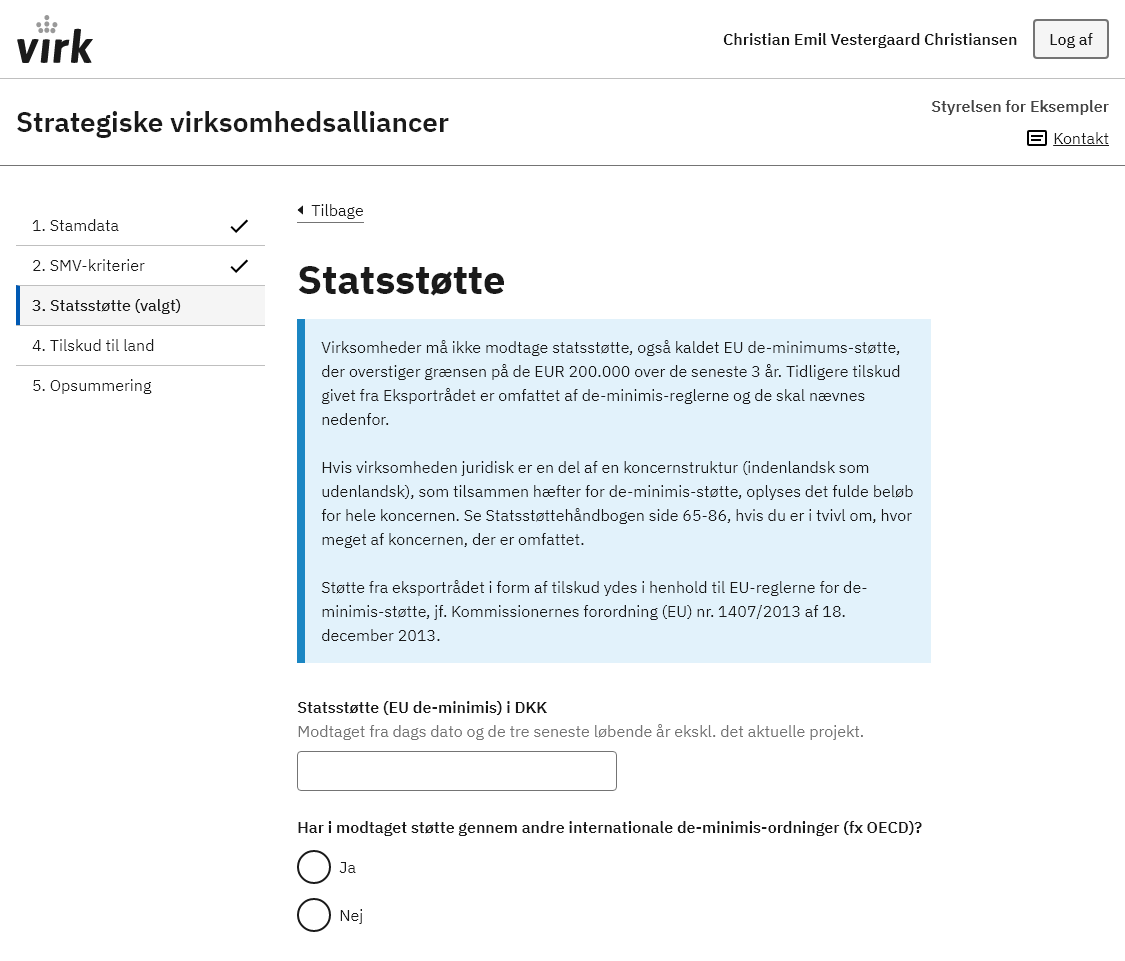 virk
Christian Emil Vestergaard Christiansen
Log af
Strategiske virksomhedsalliancer
Styrelsen for Eksempler
Kontakt
1. Stamdata
2. SMV-kriterier
3. Statsstøtte (valgt)
4. Tilskud til land
5. Opsummering
Tilbage
Statsstøtte
Virksomheder må ikke modtage statsstøtte, også kaldet EU de-minimums-støtte,
der overstiger grænsen på de EUR 200.000 over de seneste 3 år. Tidligere tilskud
givet fra Eksportrådet er omfattet af de-minimis-reglerne og de skal nævnes
nedenfor.
Hvis virksomheden juridisk er en del af en koncernstruktur (indenlandsk som
udenlandsk), som tilsammen hæfter for de-minimis-støtte, oplyses det fulde beløb
for hele koncernen. Se Statsstøttehåndbogen side 65-86, hvis du er i tvivl om, hvor
meget af koncernen, der er omfattet.
Støtte fra eksportrådet i form af tilskud ydes i henhold til EU-reglerne for de-
minimis-støtte, jf. Kommissionernes forordning (EU) nr. 1407/2013 af 18.
december 2013.
Statsstøtte (EU de-minimis) i DKK
Modtaget fra dags dato og de tre seneste løbende år ekskl. det aktuelle projekt.
Har i modtaget støtte gennem andre internationale de-minimis-ordninger (fx OECD)?
Ja
Nej